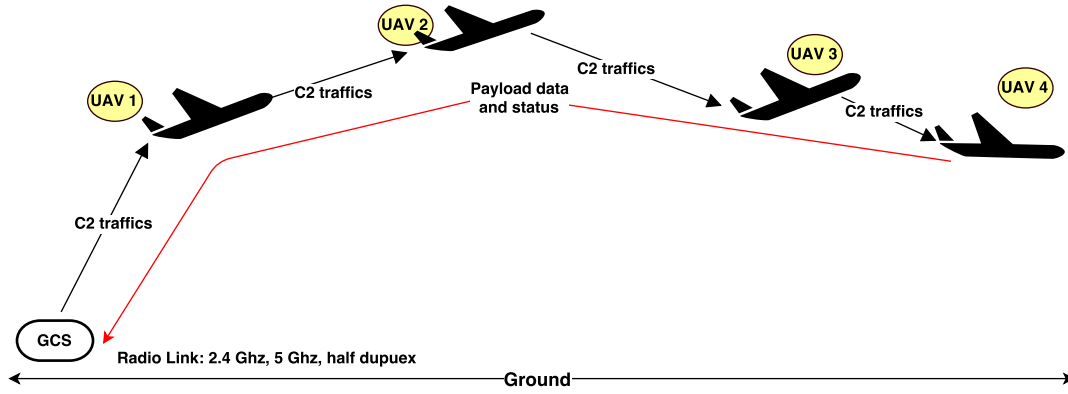 UAV 1
UAV 2
UAV 3
UAV 4
C2 traffics
C2 traffics
C2 traffics
C2 traffics
Payload data
and status
GCS
Radio Link: 2.4 Ghz, 5 Ghz, half dupuex
Ground